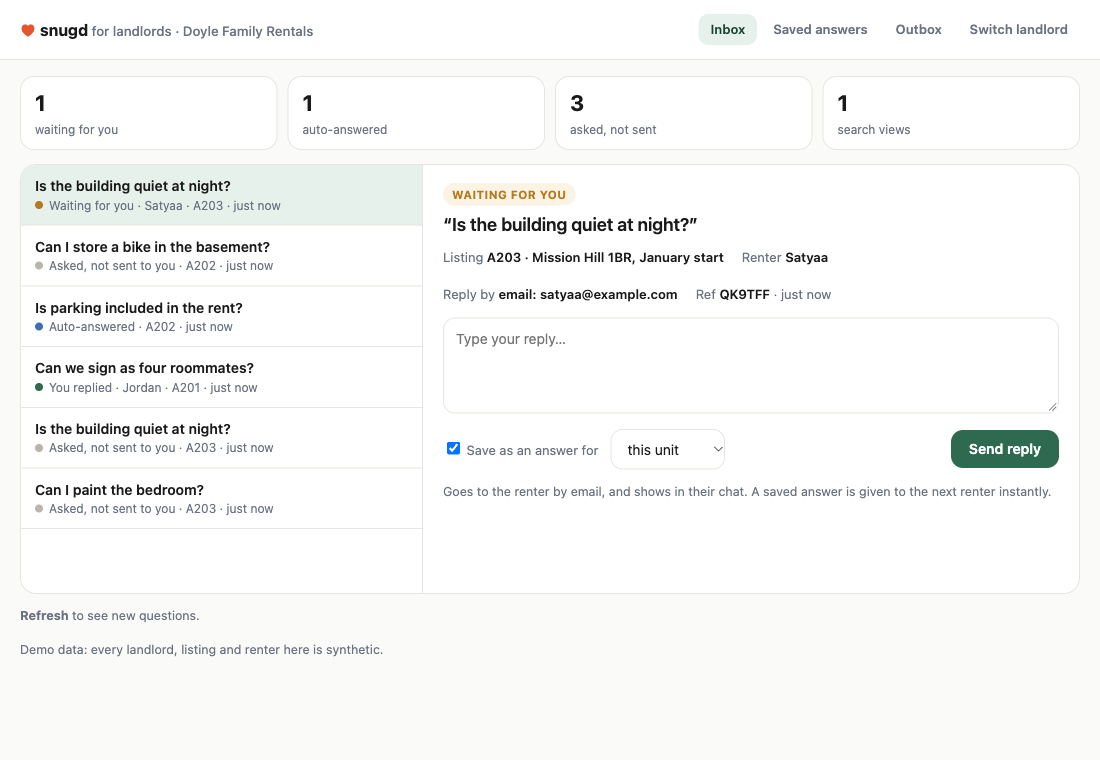 snugd for landlords · Doyle Family Rentals
Inbox
Saved answers
Outbox
Switch landlord
1
waiting for you
1
auto-answered
3
asked, not sent
1
search views
Is the building quiet at night?
Waiting for you · Satyaa · A203 · just now
Can I store a bike in the basement?
Asked, not sent to you · A202 · just now
Is parking included in the rent?
Auto-answered · A202 · just now
Can we sign as four roommates?
You replied · Jordan · A201 · just now
Is the building quiet at night?
Asked, not sent to you · A203 · just now
Can I paint the bedroom?
Asked, not sent to you · A203 · just now
WAITING FOR YOU
“Is the building quiet at night?”
Listing A203 · Mission Hill 1BR, January start Renter Satyaa
Reply by email: satyaa@example.com Ref QK9TFF · just now
Type your reply...
Save as an answer for
this unit
Send reply
Goes to the renter by email, and shows in their chat. A saved answer is given to the next renter instantly.
Refresh to see new questions.
Demo data: every landlord, listing and renter here is synthetic.